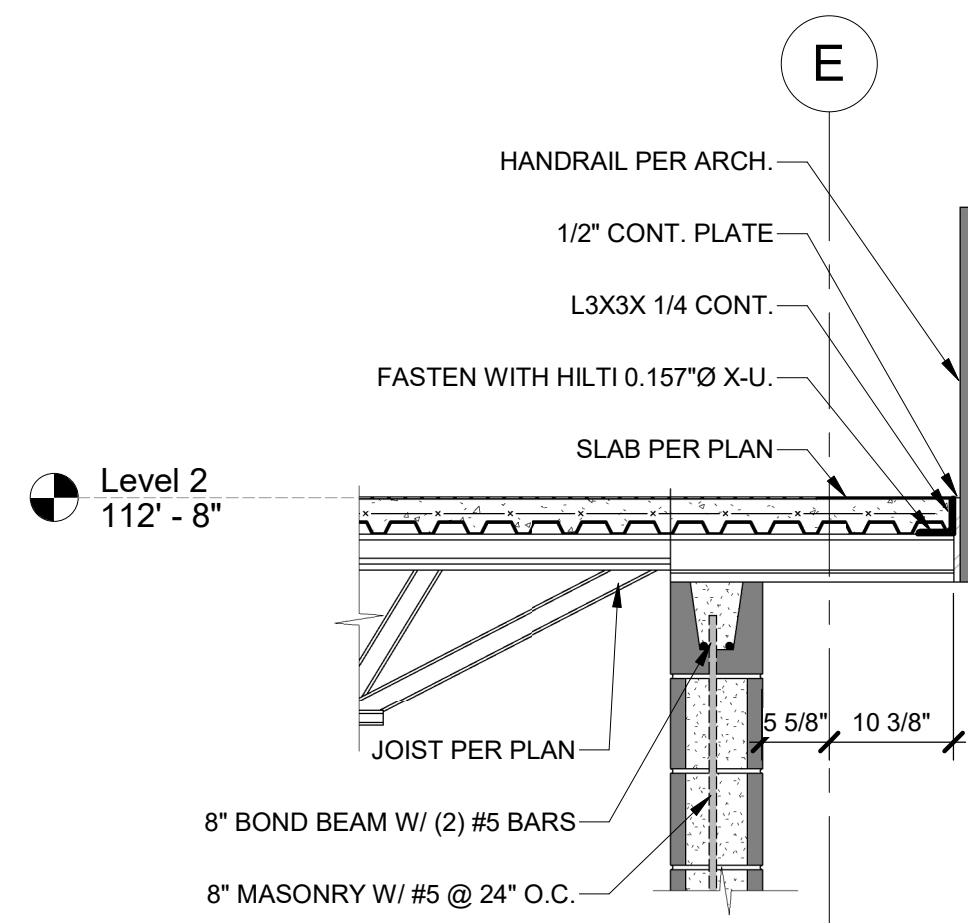 E
HANDRAIL PER ARCH.
1/2" CONT. PLATE
L3X3X 1/4 CONT.
FASTEN WITH HILTI 0.157"Ø X-U.
SLAB PER PLAN
Level 2
112' - 8"
5 5/8" 10 3/8"
JOIST PER PLAN
8" BOND BEAM W/ (2) #5 BARS
8" MASONRY W/ #5 @ 24" O.C.